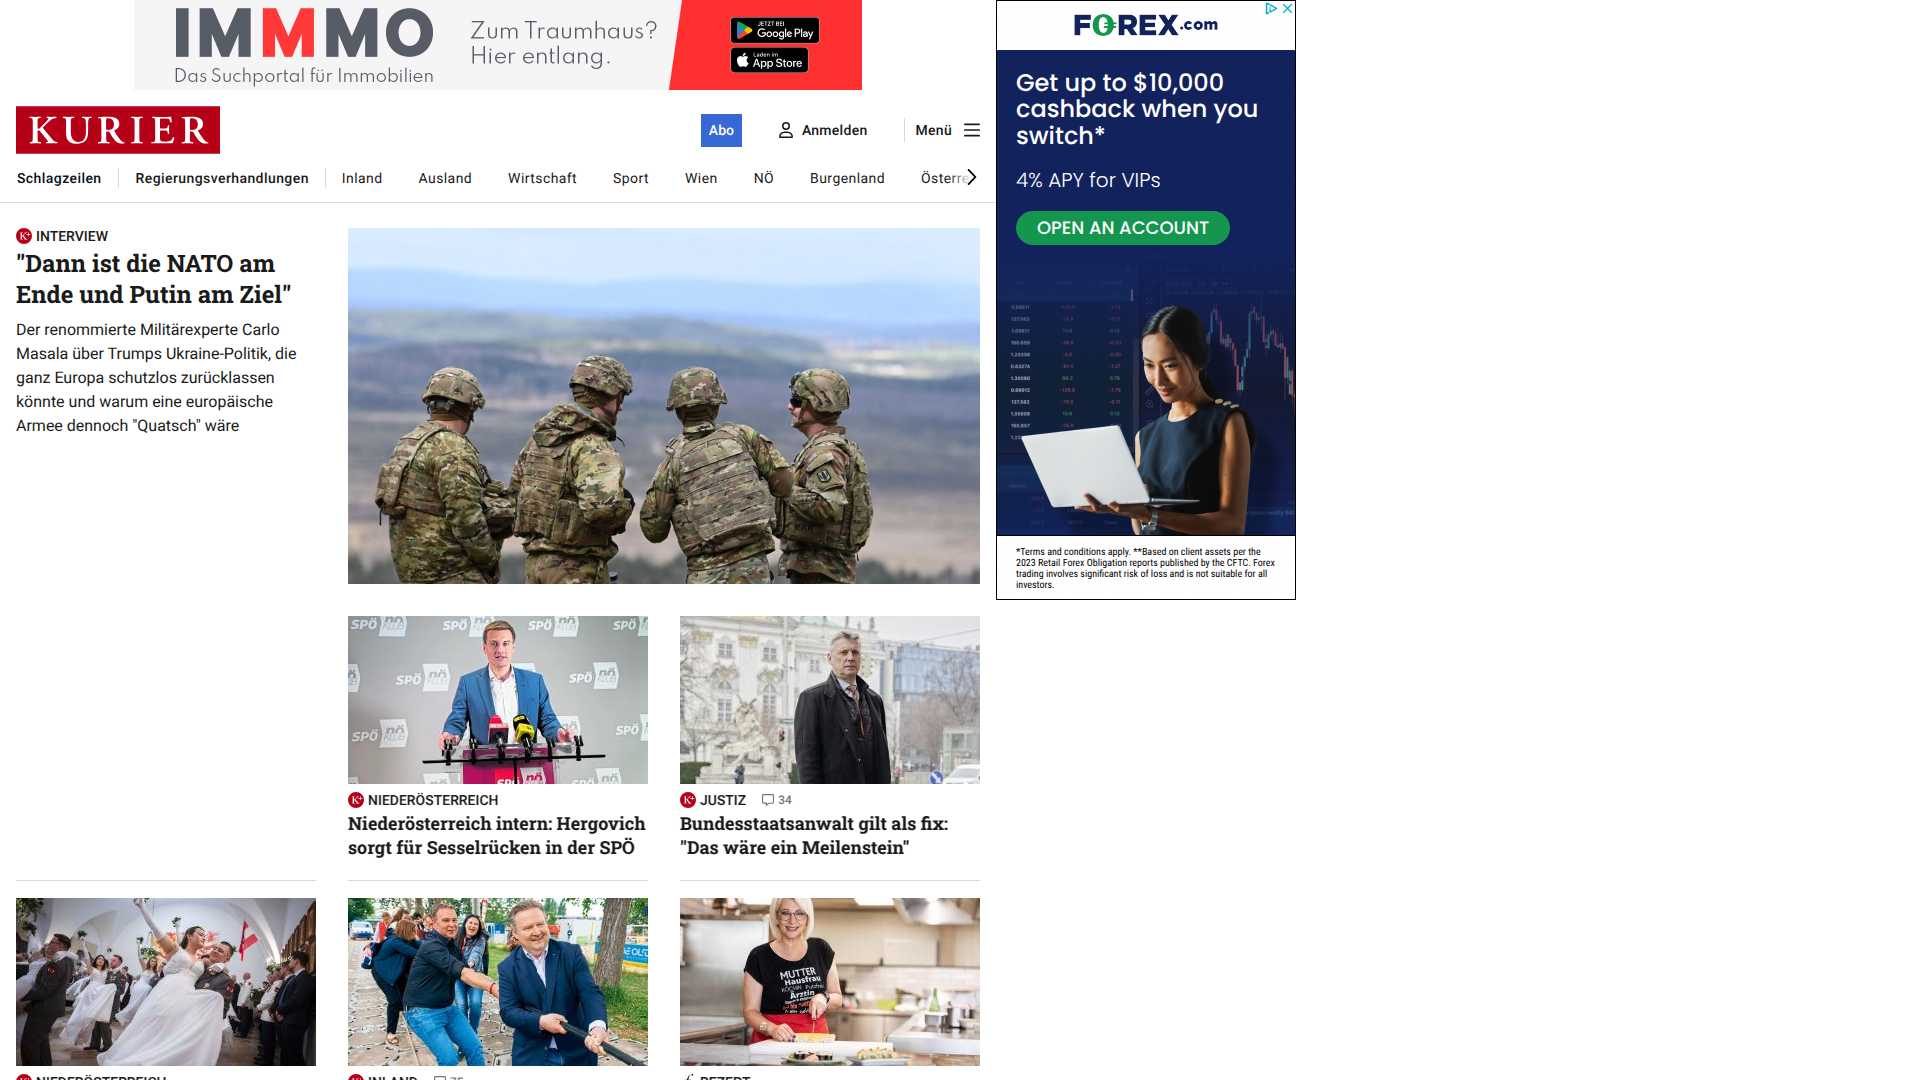 IMMMO
Das Suchportal für Immobilien
Zum Traumhaus?
Hier entlang.
JETZT BEI
Google Play
Laden im
App Store
KURIER
Abo
Anmelden
Menü
Schlagzeilen
Regierungsverhandlungen
Inland
Ausland
Wirtschaft
Sport
Wien
NÖ
Burgenland
Österre
K+ INTERVIEW
"Dann ist die NATO am
Ende und Putin am Ziel"
Der renommierte Militärexperte Carlo
Masala über Trumps Ukraine-Politik, die
ganz Europa schutzlos zurücklassen
könnte und warum eine europäische
Armee dennoch "Quatsch" wäre
K+ NIEDERÖSTERREICH
Niederösterreich intern: Hergovich
sorgt für Sesselrücken in der SPÖ
K+ JUSTIZ 34
Bundesstaatsanwalt gilt als fix:
"Das wäre ein Meilenstein"
MUTTER
Hausfrau
Ärztin
NIEDERÖSTERREICH
INLAND 75
REZEPT
FOREX.com
Get up to $10,000
cashback when you
switch*
4% APY for VIPs
OPEN AN ACCOUNT
*Terms and conditions apply. **Based on client assets per the
2023 Retail Forex Obligation reports published by the CFTC. Forex
trading involves significant risk of loss and is not suitable for all
investors.